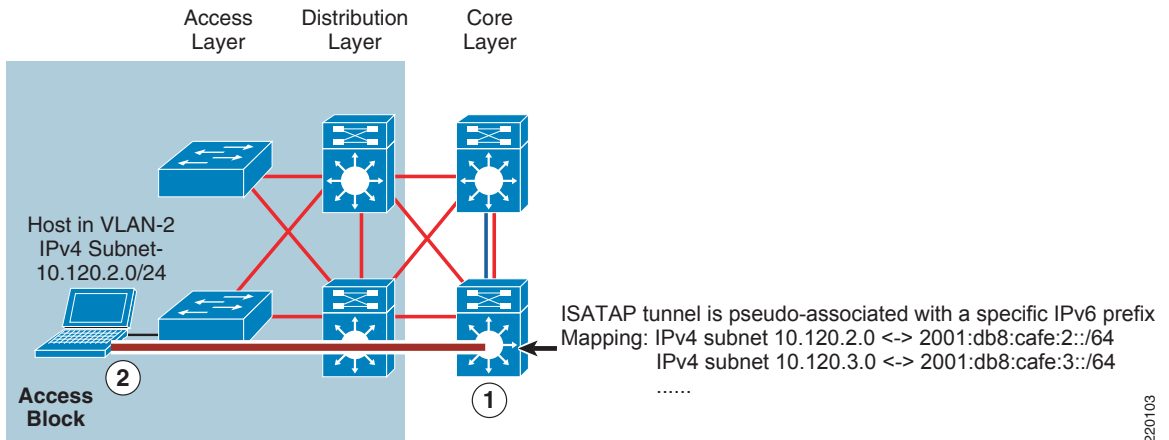 Access
Layer
Distribution
Layer
Core
Layer
Host in VLAN-2
IPv4 Subnet-
10.120.2.0/24
ISATAP tunnel is pseudo-associated with a specific IPv6 prefix
Mapping: IPv4 subnet 10.120.2.0 <-> 2001:db8:cafe:2::/64
IPv4 subnet 10.120.3.0 <-> 2001:db8:cafe:3::/64
......
2
1
Access
Block
220103